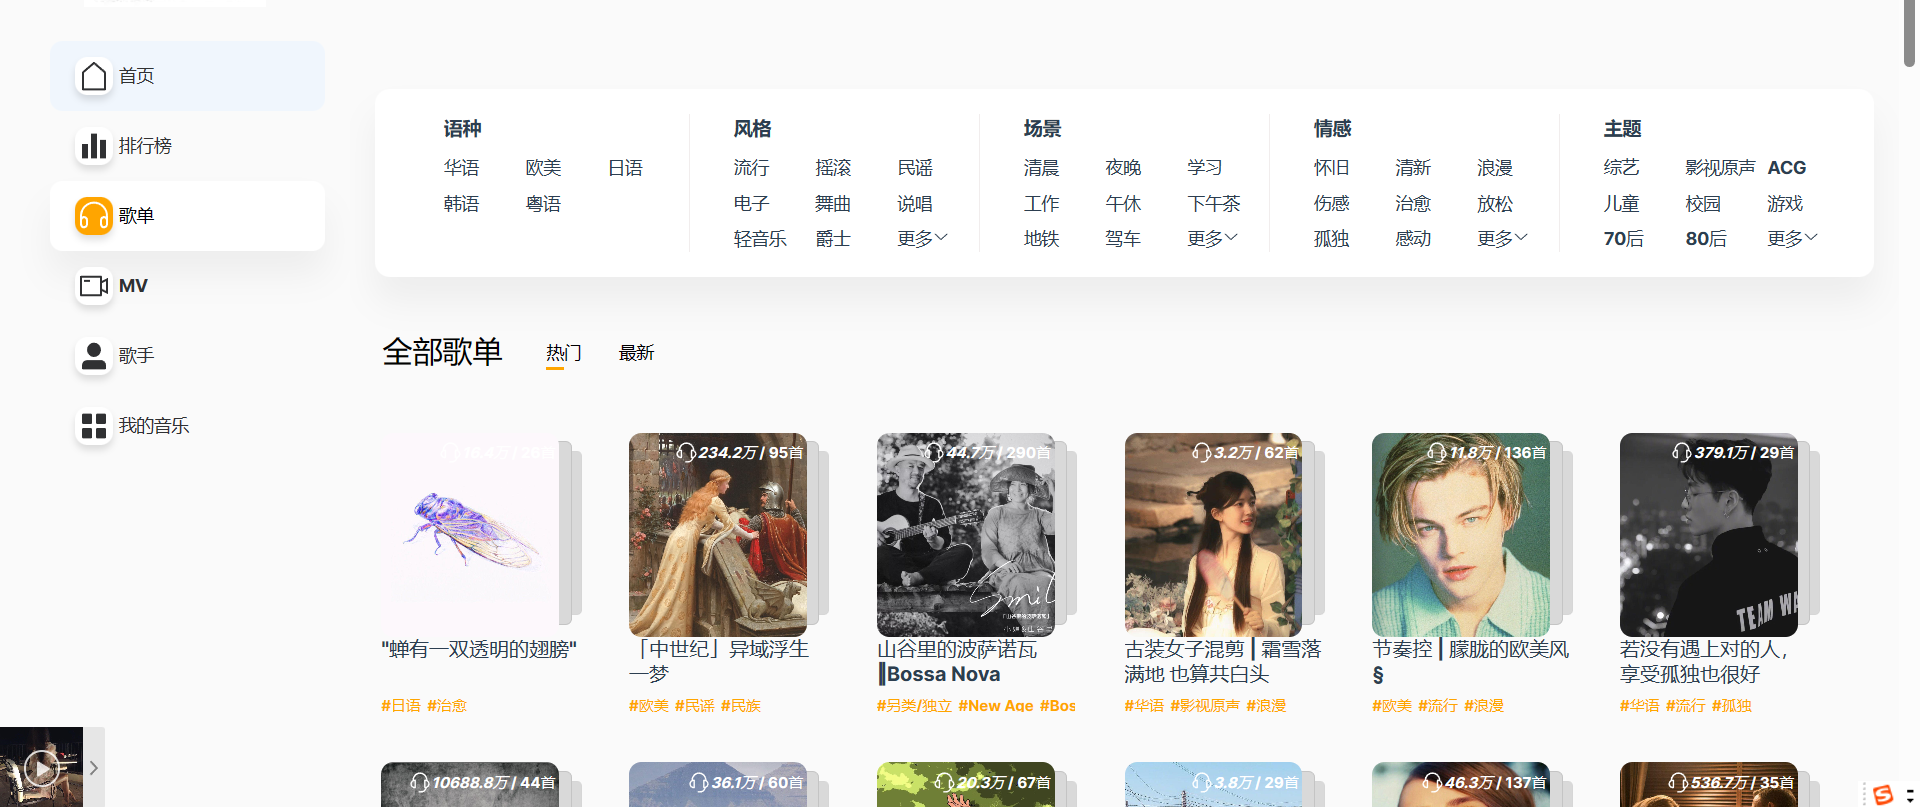 首页
排行榜
歌单
MV
歌手
我的音乐
语种
华语 欧美 日语
韩语 粤语
风格
流行 摇滚 民谣
电子 舞曲 说唱
轻音乐 爵士 更多
场景
清晨 夜晚 学习
工作 午休 下午茶
地铁 驾车 更多
情感
怀旧 清新 浪漫
伤感 治愈 放松
孤独 感动 更多
主题
综艺 影视原声 ACG
儿童 校园 游戏
70后 80后 更多
全部歌单 热门 最新
"蝉有一双透明的翅膀"
#日语 #治愈
234.2万 / 95首
「中世纪」异域浮生
一梦
#欧美 #民谣 #民族
44.7万 / 290首
山谷里的波萨诺瓦
‖Bossa Nova
#另类/独立 #New Age #Bos
3.2万 / 62首
古装女子混剪 | 霜雪落
满地 也算共白头
#华语 #影视原声 #浪漫
11.8万 / 136首
节奏控 | 朦胧的欧美风
§
#欧美 #流行 #浪漫
379.1万 / 29首
TEAM WA
若没有遇上对的人，
享受孤独也很好
#华语 #流行 #孤独
10688.8万 / 44首
36.1万 / 60首
20.3万 / 67首
3.8万 / 29首
46.3万 / 137首
536.7万 / 35首